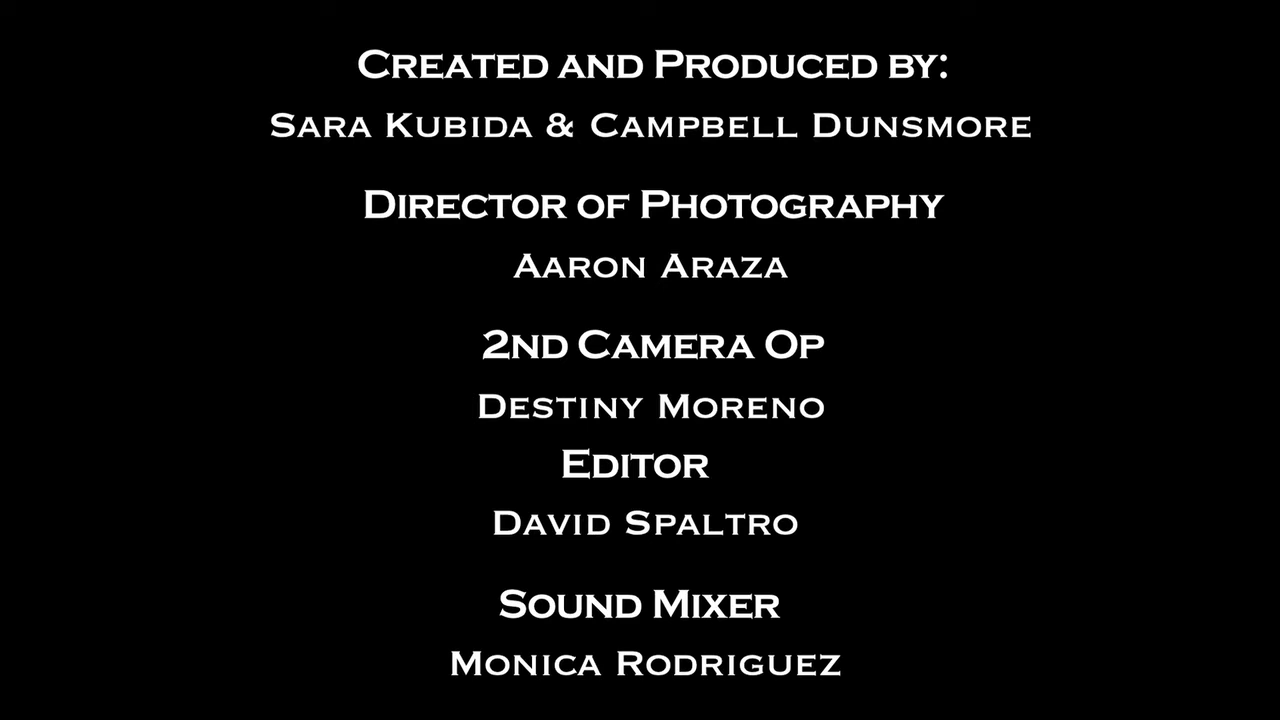 Created and Produced by:
Sara Kubida & Campbell Dunsmore
Director of Photography
Aaron Araza
2nd Camera Op
Destiny Moreno
Editor
David Spaltro
Sound Mixer
Monica Rodriguez